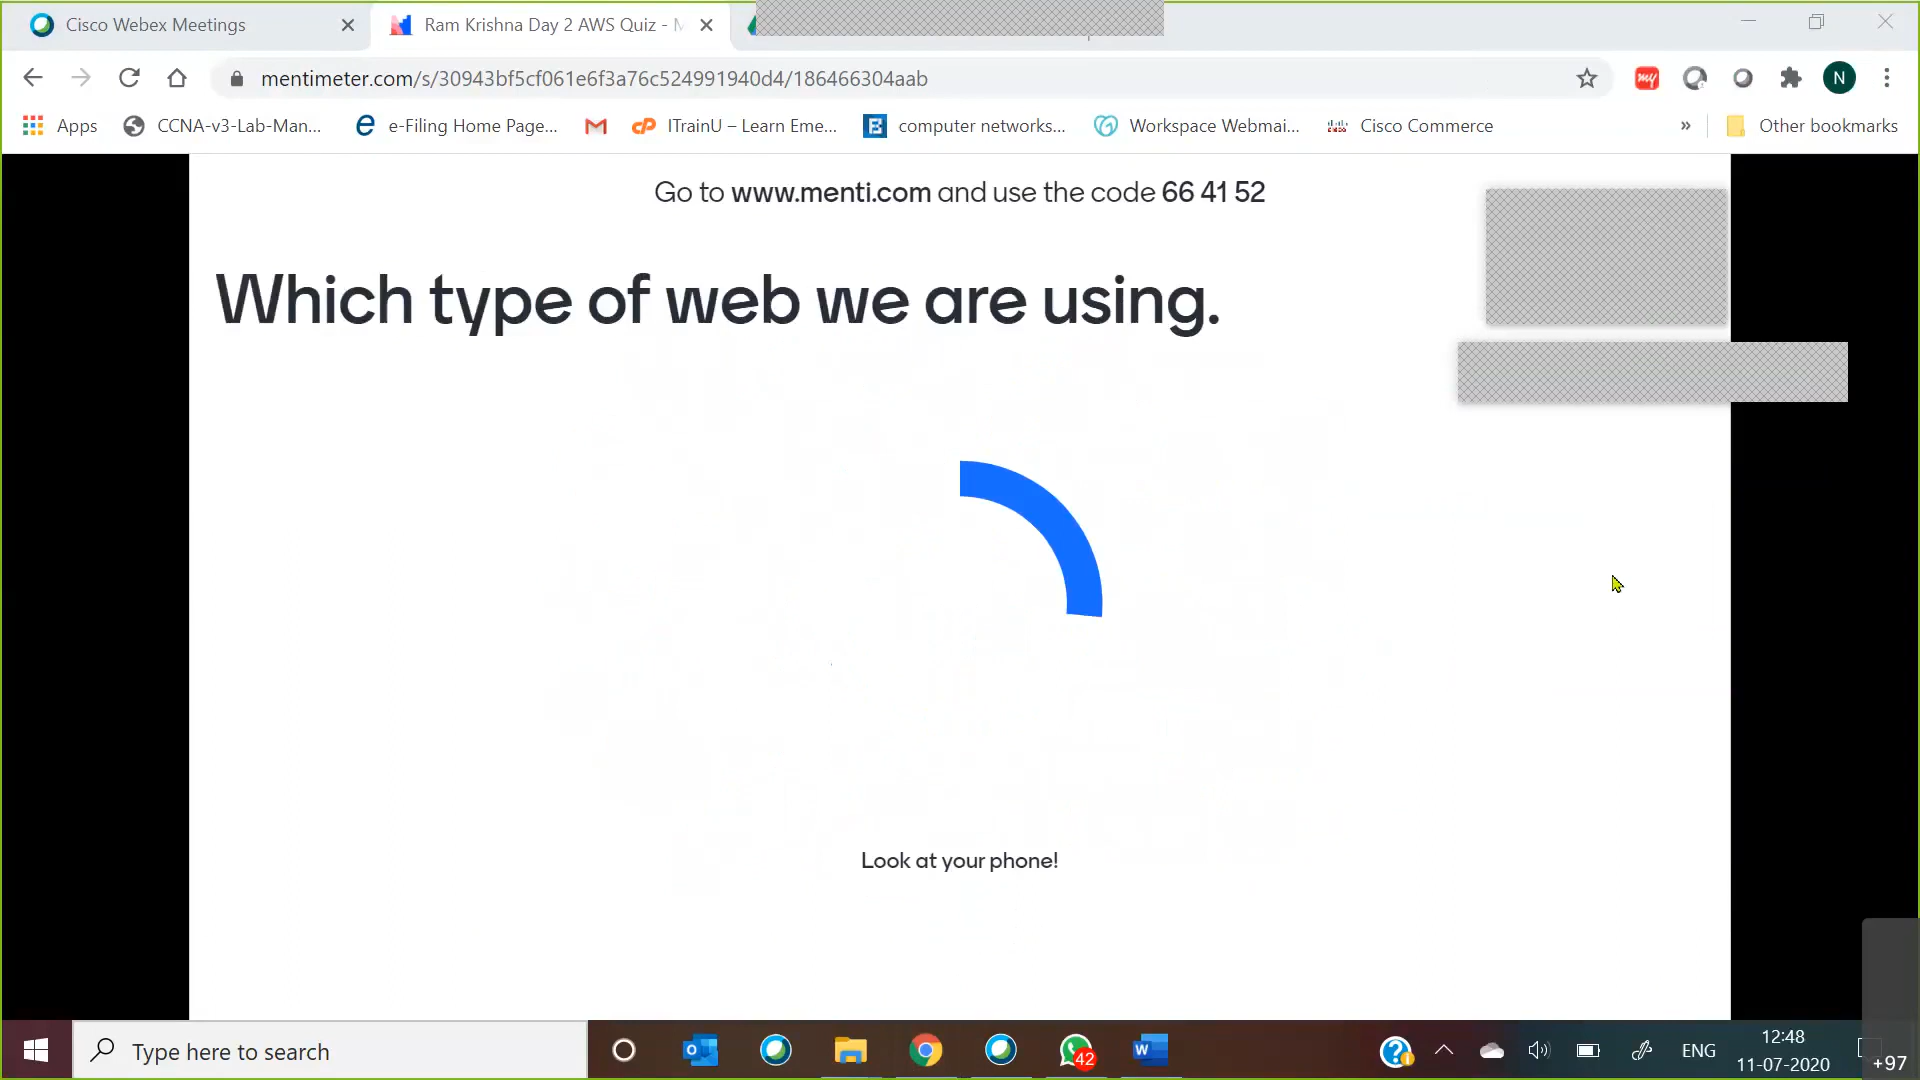 Cisco Webex Meetings
Ram Krishna Day 2 AWS Quiz - M
mentimeter.com/s/30943bf5cf061e6f3a76c524991940d4/186466304aab
my
N
Apps
CCNA-v3-Lab-Man...
e-Filing Home Page...
ITrainU – Learn Eme...
computer networks...
Workspace Webmai...
Cisco Commerce
»
Other bookmarks
Go to www.menti.com and use the code 66 41 52
Which type of web we are using.
Look at your phone!
Type here to search
42
ENG
12:48
11-07-2020
+97